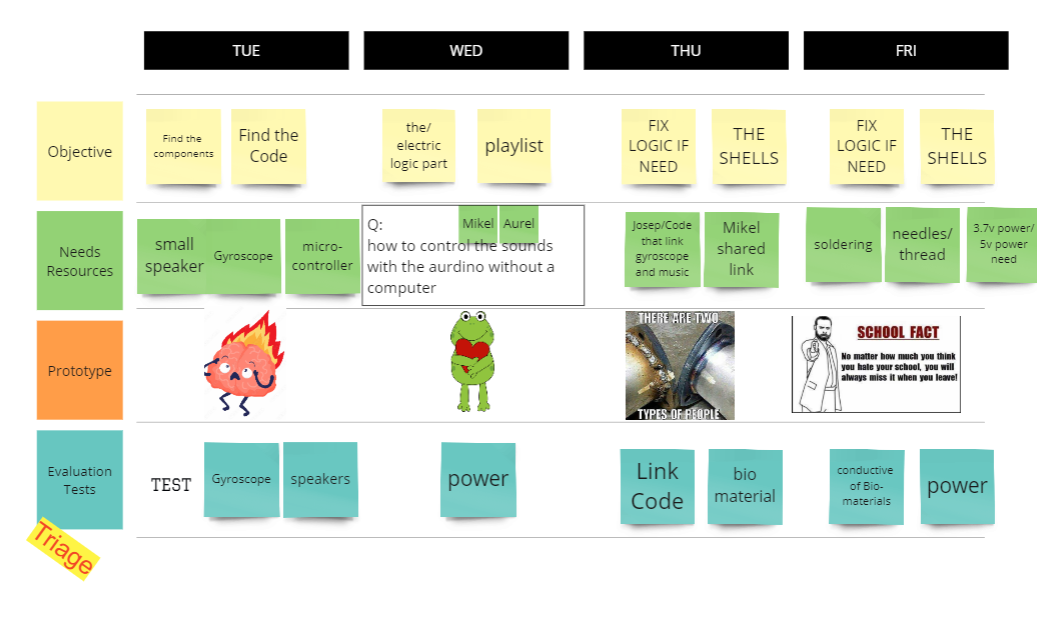 TUE
WED
THU
FRI
Objective
Find the
components
Find the
Code
the/
electric
logic part
playlist
FIX
LOGIC IF
NEED
THE
SHELLS
FIX
LOGIC IF
NEED
THE
SHELLS
Needs
Resources
small
speaker
Gyroscope
micro-
controller
Q:
Mikel
Aurel
how to control the sounds
with the aurdino without a
computer
Josep/Code
that link
gyroscope
and music
Mikel
shared
link
soldering
needles/
thread
3.7v power/
5v power
need
Prototype
THERE ARE TWO
TYPES OF PEOPLE
SCHOOL FACT
No matter how much you think
you hate your school, you will
always miss it when you leave!
Evaluation
Tests
TEST
Gyroscope
speakers
power
Link
Code
bio
material
conductive
of Bio-
materials
power
Triage